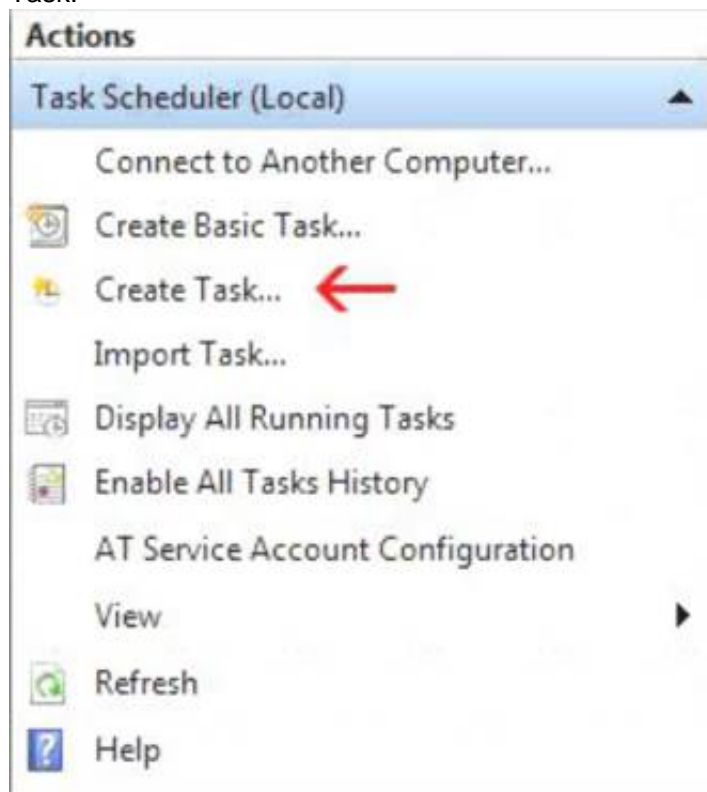 Task.
Actions
Task Scheduler (Local)
Connect to Another Computer...
Create Basic Task...
Create Task...
Import Task...
Display All Running Tasks
Enable All Tasks History
AT Service Account Configuration
View
Refresh
Help